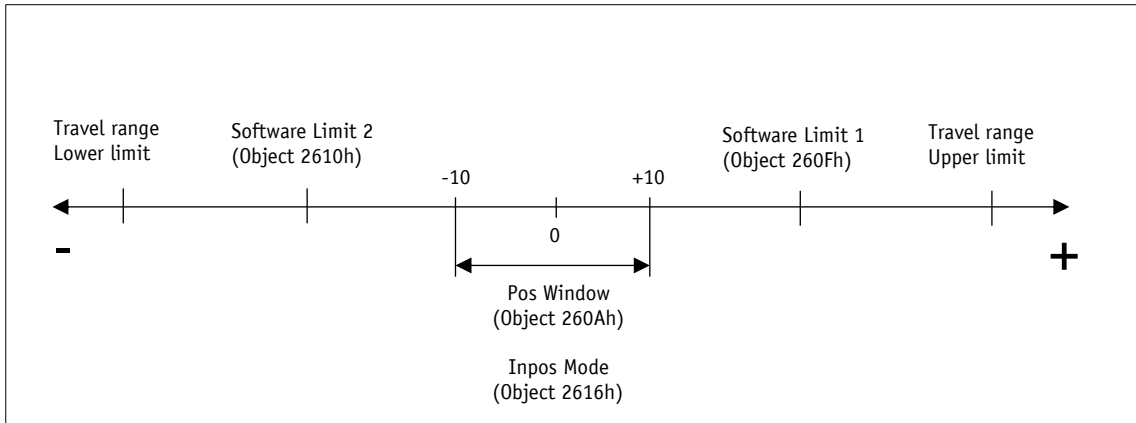 Travel range
Lower limit
Software Limit 2
(Object 2610h)
Software Limit 1
(Object 260Fh)
Travel range
Upper limit
-10
+10
0
-
+
Pos Window
(Object 260Ah)
Inpos Mode
(Object 2616h)